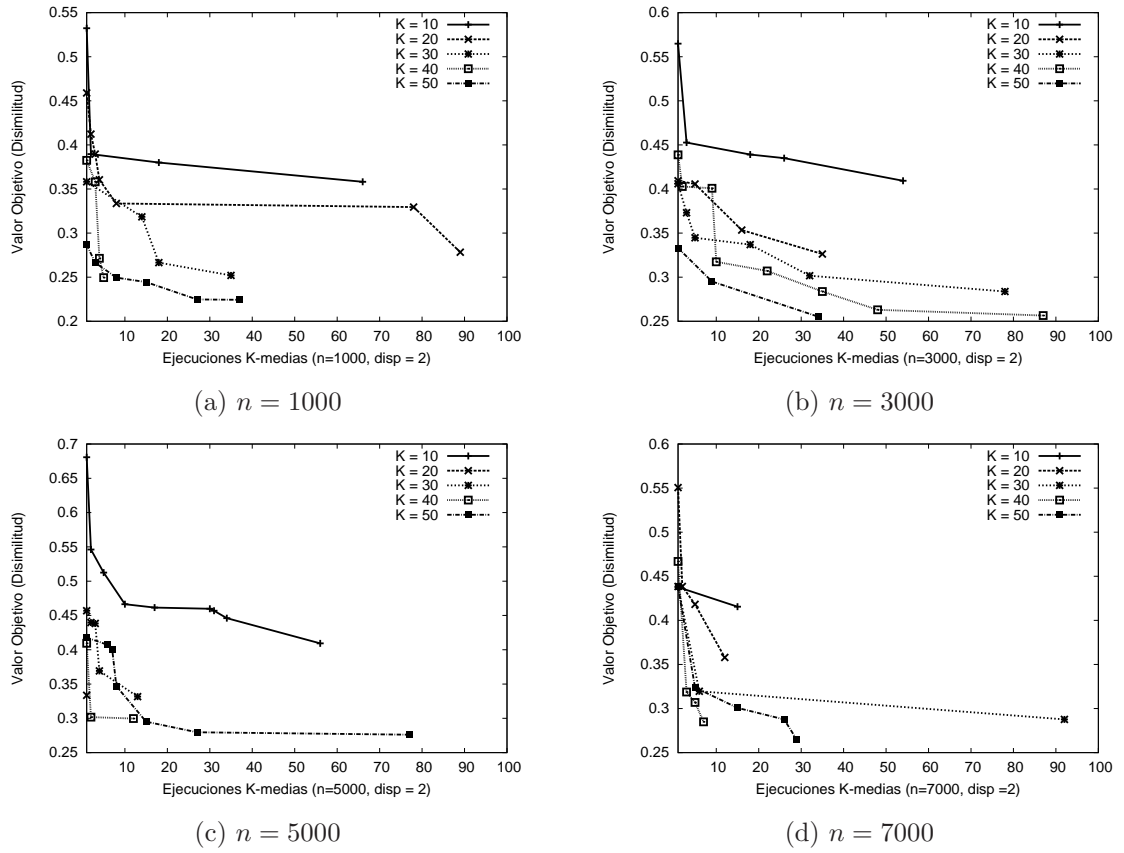 0.55
0.5
0.45
0.4
0.35
0.3
0.25
0.2
Valor Objetivo (Disimilitud)
K = 10
K = 20
K = 30
K = 40
K = 50
10 20 30 40 50 60 70 80 90 100
Ejecuciones K-medias (n=1000, disp = 2)
(a) n = 1000
0.6
0.55
0.5
0.45
0.4
0.35
0.3
0.25
Valor Objetivo (Disimilitud)
K = 10
K = 20
K = 30
K = 40
K = 50
10 20 30 40 50 60 70 80 90 100
Ejecuciones K-medias (n=3000, disp = 2)
(b) n = 3000
0.7
0.65
0.6
0.55
0.5
0.45
0.4
0.35
0.3
0.25
Valor Objetivo (Disimilitud)
K = 10
K = 20
K = 30
K = 40
K = 50
10 20 30 40 50 60 70 80 90 100
Ejecuciones K-medias (n=5000, disp = 2)
(c) n = 5000
0.6
0.55
0.5
0.45
0.4
0.35
0.3
0.25
Valor Objetivo (Disimilitud)
K = 10
K = 20
K = 30
K = 40
K = 50
10 20 30 40 50 60 70 80 90 100
Ejecuciones K-medias (n=7000, disp =2)
(d) n = 7000